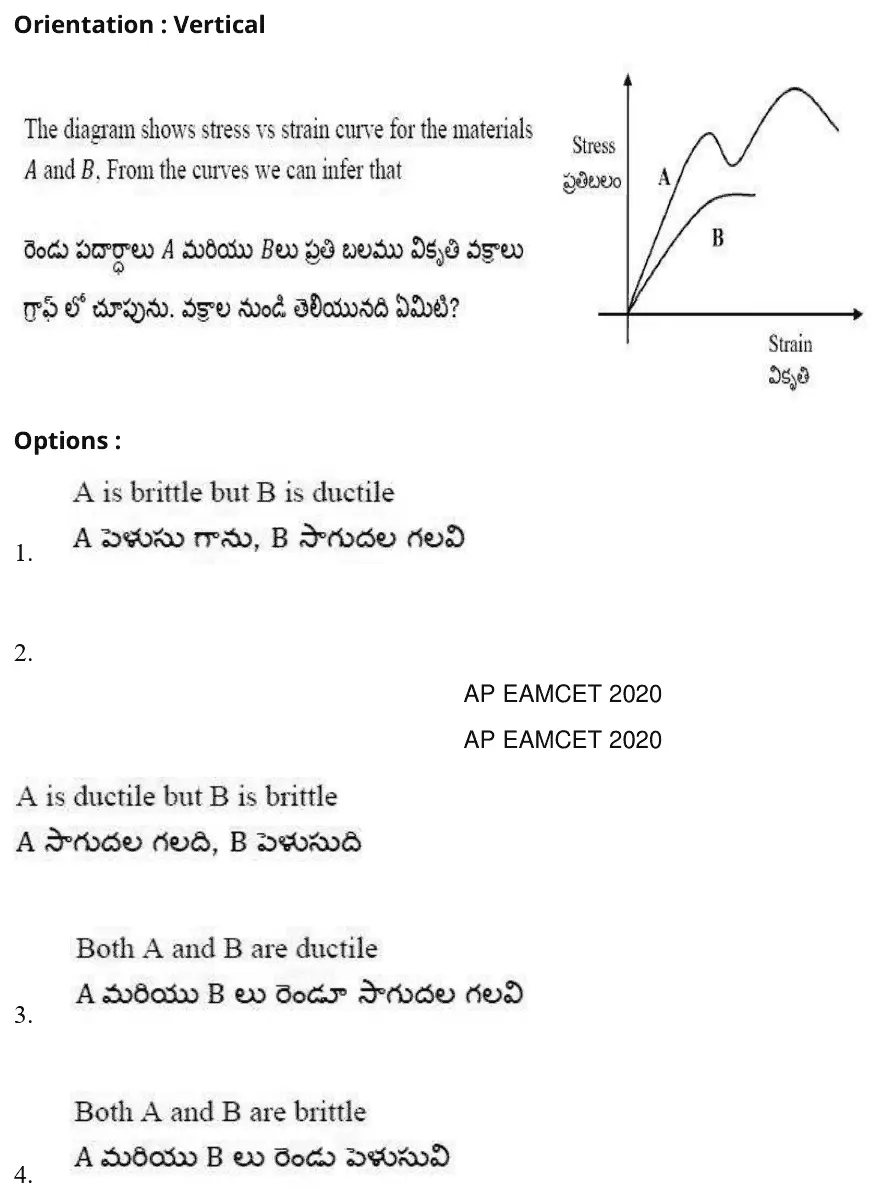 Orientation : Vertical
The diagram shows stress vs strain curve for the materials
A and B, From the curves we can infer that
రెండు పదార్థాలు A మరియు Bలు ప్రతి బలము వికృతి వక్రాలు
గ్రాఫ్ లో చూపును. వక్రాల నుండి తెలియునది ఏమిటి?
Stress
ప్రతిబలం
A
B
Strain
వికృతి
Options :
A is brittle but B is ductile
A పెళుసు గాను, B సాగుదల గలవి
1.
2.
AP EAMCET 2020
AP EAMCET 2020
A is ductile but B is brittle
A సాగుదల గలది, B పెళుసుది
Both A and B are ductile
A మరియు B లు రెండూ సాగుదల గలవి
3.
Both A and B are brittle
A మరియు B లు రెండు పెళుసువి
4.